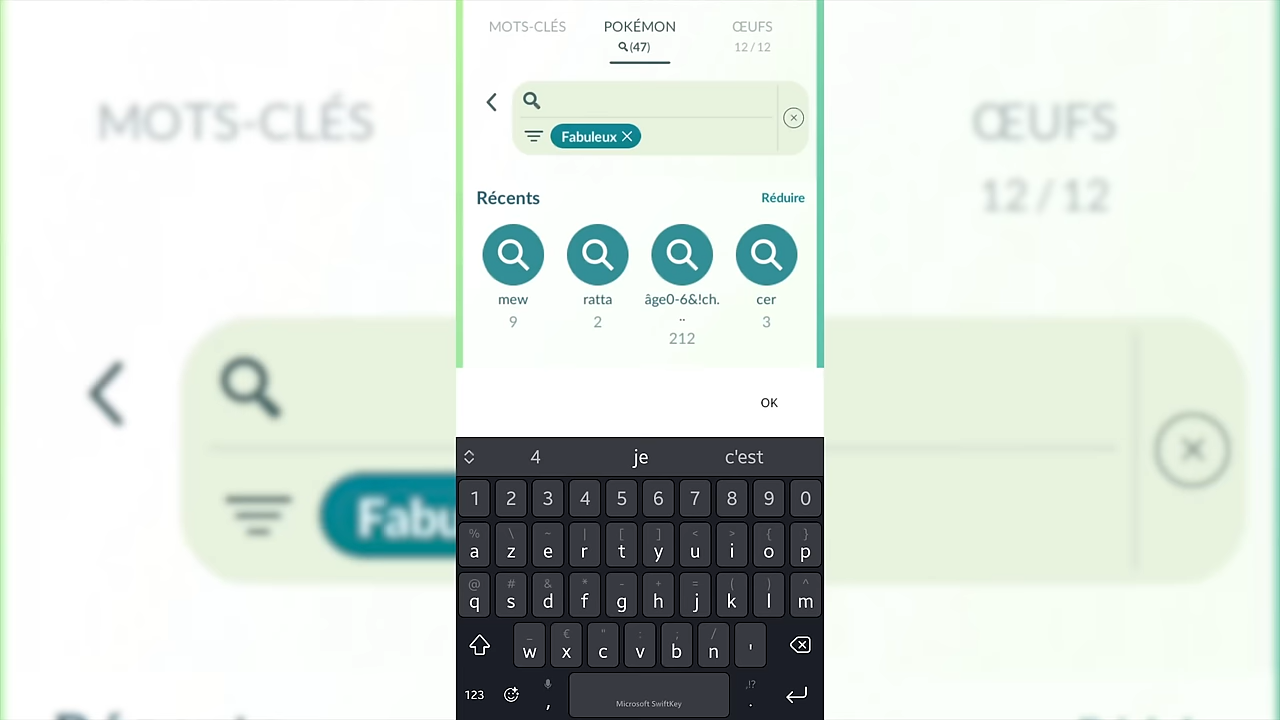 MOTS-CLÉS POKÉMON ŒUFS
(47) 12 / 12
Fabuleux
Récents Réduire
mew ratta âge0-6&!ch. cer
9 2 .. 3
212
OK
4 je c'est
1 2 3 4 5 6 7 8 9 0
% \ ~ | [ ] < > { }
a z e r t y u i o p
@ # & * - + = ( ) ^
q s d f g h j k l m
_ € " : ; /
w x c v b n '
123 , Microsoft SwiftKey ,!? .
MOTS-CLÉS ŒUFS
12 / 12
Fabu